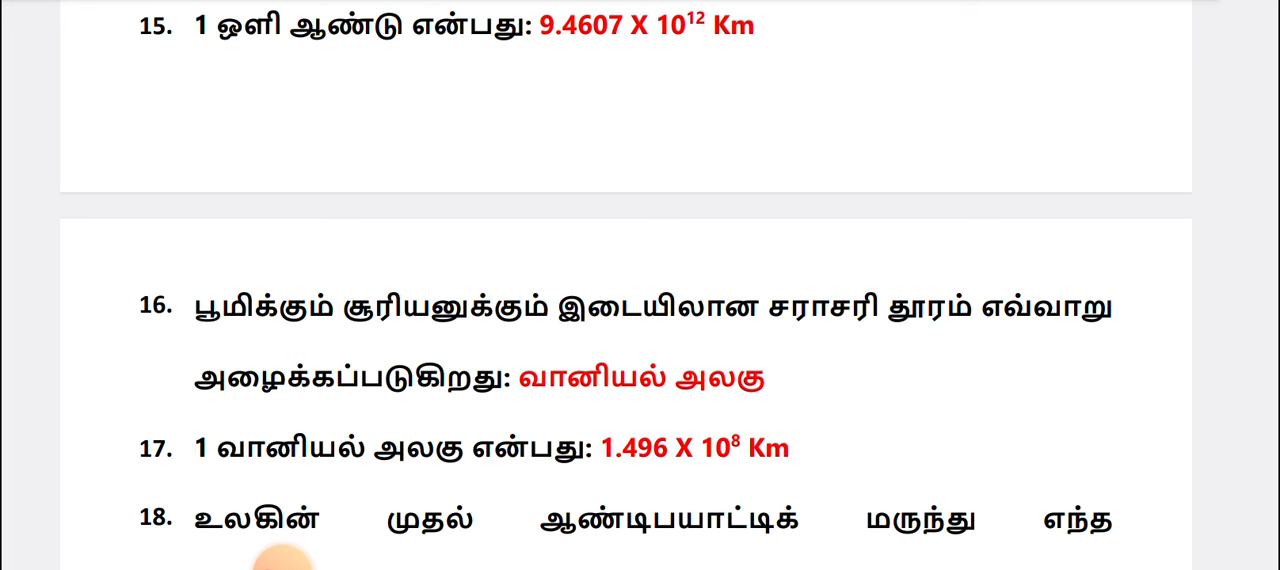 15. 1 ஒளி ஆண்டு என்பது: 9.4607 X 10¹² Km
16. பூமிக்கும் சூரியனுக்கும் இடையிலான சராசரி தூரம் எவ்வாறு
அழைக்கப்படுகிறது: வானியல் அலகு
17. 1 வானியல் அலகு என்பது: 1.496 X 10⁸ Km
18. உலகின் முதல் ஆண்டிபயாட்டிக் மருந்து எந்த